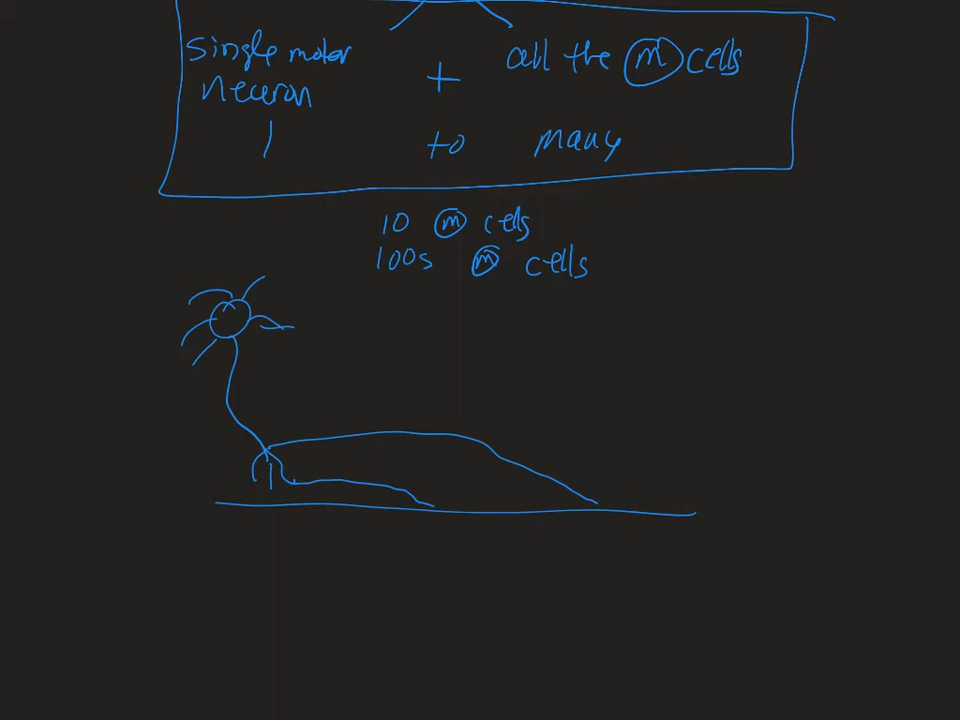 single motor + all the m cells
neuron
1 to many
10 m cells
100s m cells